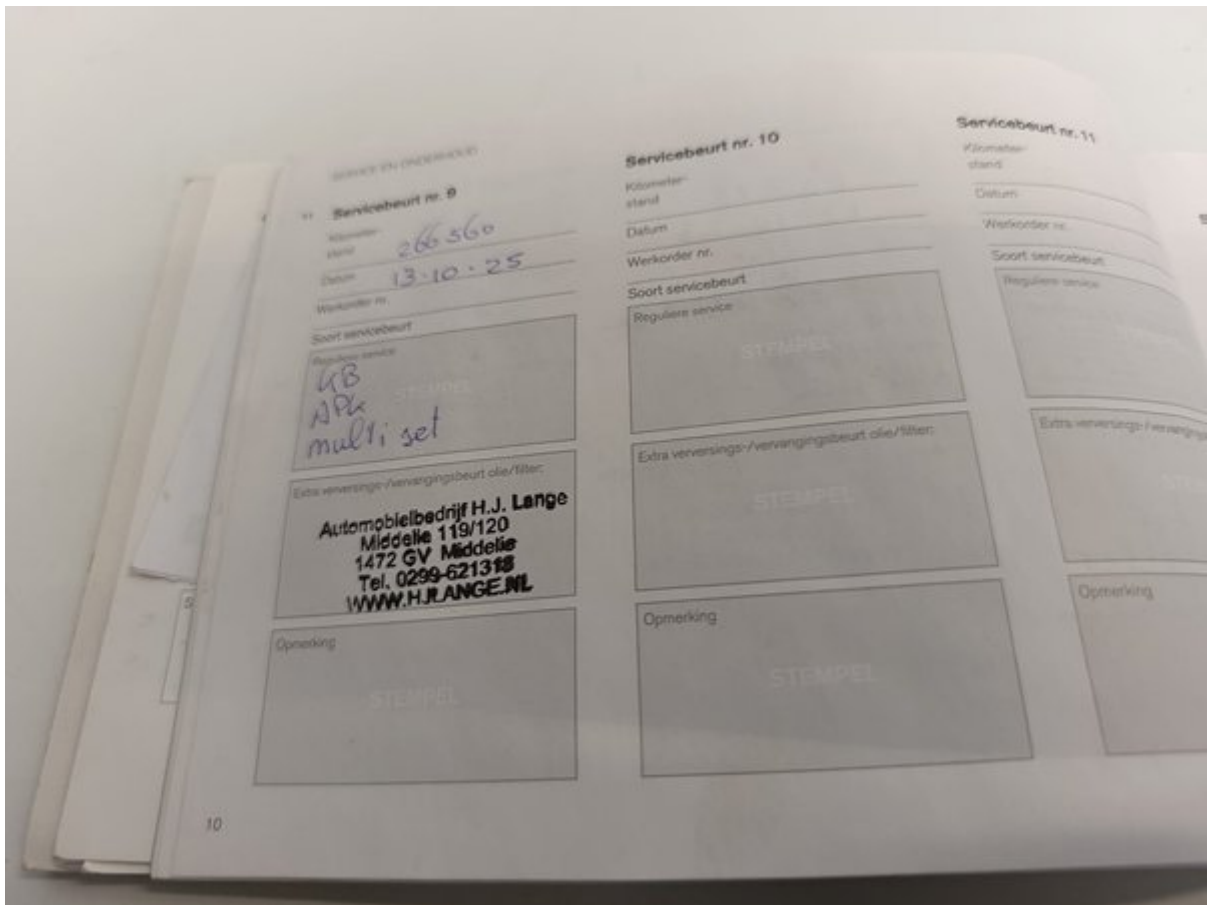 SERVICE EN ONDERHOUD
Servicebeurt nr. 9
Kilometer-
stand 266560
Datum 13-10-25
Werkorder nr.
Soort servicebeurt
Reguliere service
KB
APK
multi set
STEMPEL
Extra verversings-/vervangingsbeurt olie/filter:
Automobielbedrijf H.J. Lange
Middelie 119/120
1472 GV Middelie
Tel. 0299-621318
WWW.HJLANGE.NL
Opmerking
STEMPEL
10
Servicebeurt nr. 10
Kilometer-
stand
Datum
Werkorder nr.
Soort servicebeurt
Reguliere service
STEMPEL
Extra verversings-/vervangingsbeurt olie/filter:
STEMPEL
Opmerking
STEMPEL
Servicebeurt nr. 11
Kilometer-
stand
Datum
Werkorder nr.
Soort servicebeurt
Reguliere service
Extra verversings-/vervangings
Opmerking